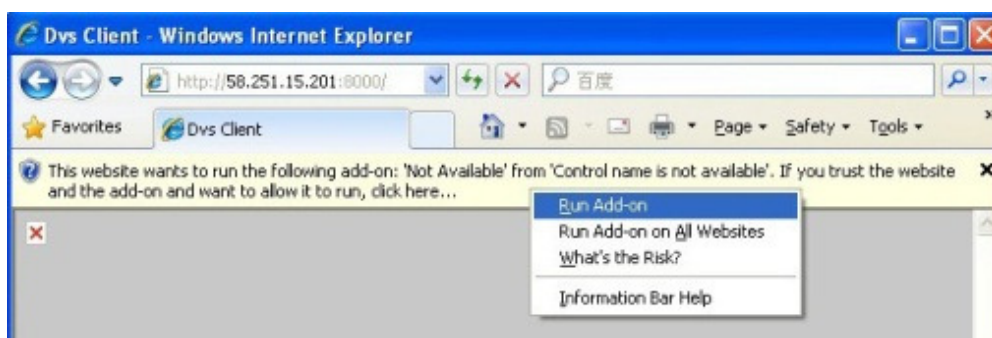 Dvs Client - Windows Internet Explorer
http://58.251.15.201:8000/
百度
Favorites
Dvs Client
Page
Safety
Tools
This website wants to run the following add-on: 'Not Available' from 'Control name is not available'. If you trust the website
and the add-on and want to allow it to run, click here...
Run Add-on
Run Add-on on All Websites
What's the Risk?
Information Bar Help